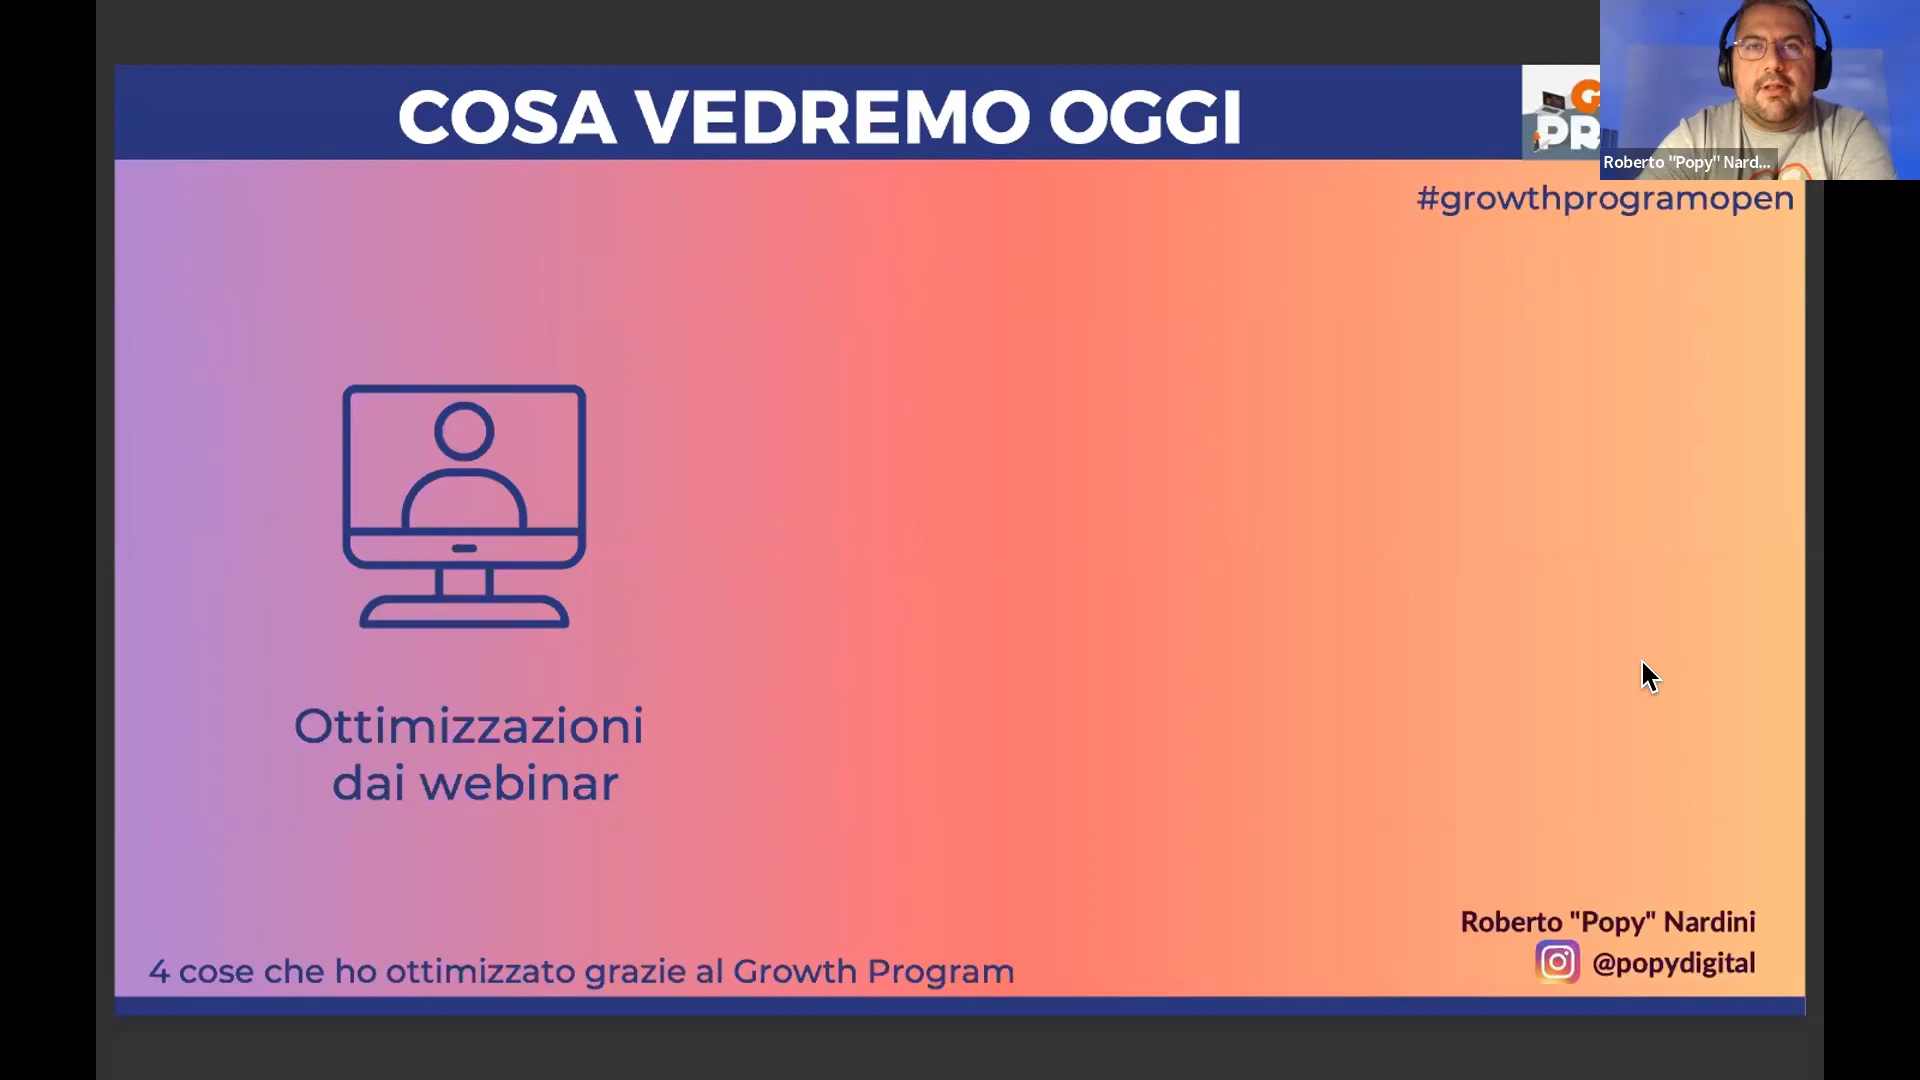 COSA VEDREMO OGGI
G
PR
Roberto "Popy" Nard...
#growthprogramopen
Ottimizzazioni
dai webinar
Roberto "Popy" Nardini
@popydigital
4 cose che ho ottimizzato grazie al Growth Program